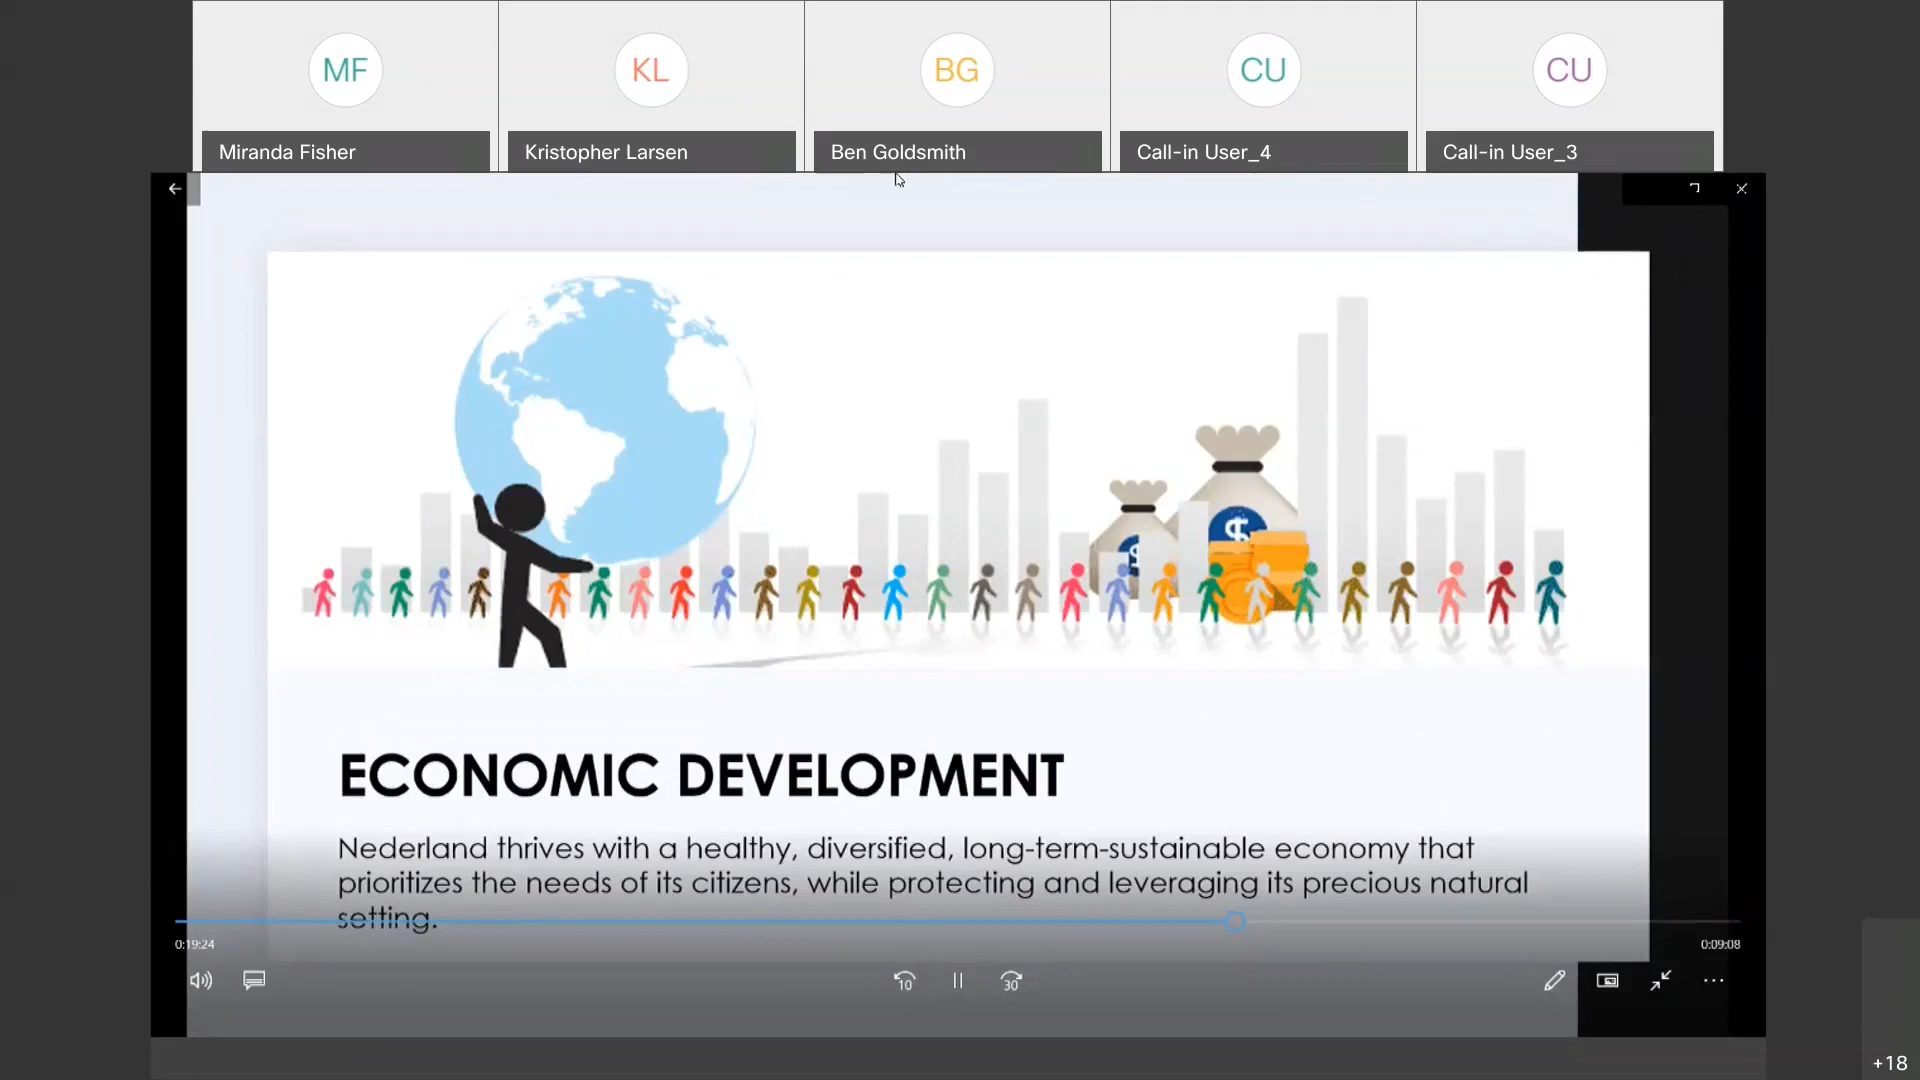 MF
KL
BG
CU
CU
Miranda Fisher
Kristopher Larsen
Ben Goldsmith
Call-in User_4
Call-in User_3
$
$
ECONOMIC DEVELOPMENT
Nederland thrives with a healthy, diversified, long-term-sustainable economy that
prioritizes the needs of its citizens, while protecting and leveraging its precious natural
setting.
0:19:24
0:09:08
10
30
+18